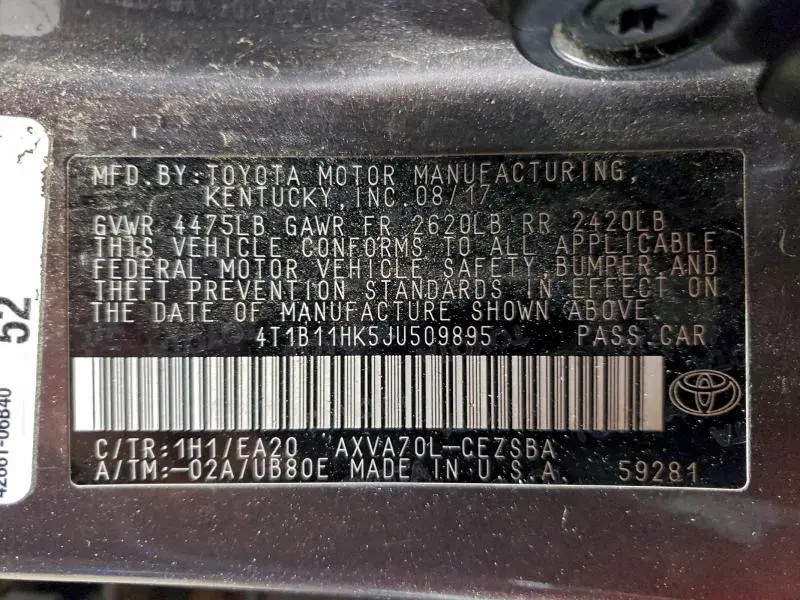 MFD.BY:TOYOTA MOTOR MANUFACTURING,
KENTUCKY,INC.08/17
GVWR 4475LB GAWR FR 2620LB RR 2420LB
THIS VEHICLE CONFORMS TO ALL APPLICABLE
FEDERAL MOTOR VEHICLE SAFETY,BUMPER,AND
THEFT PREVENTION STANDARDS IN EFFECT ON
THE DATE OF MANUFACTURE SHOWN ABOVE.
4T1B11HK5JU509895 PASS.CAR
C/TR:1H1/EA20 AXVA70L-CEZSBA
A/TM:-02A/UB80E MADE IN U.S.A. 59281
52
42661-06B40